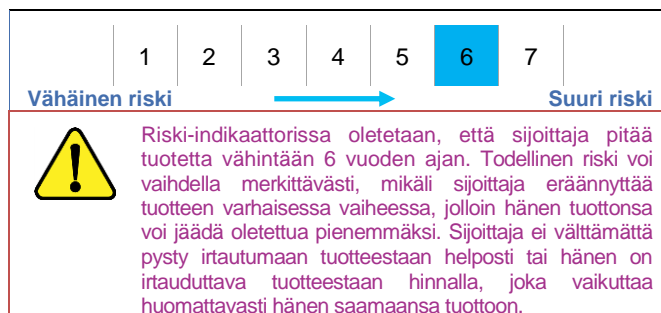 1 2 3 4 5 6 7
Vähäinen riski Suuri riski
Riski-indikaattorissa oletetaan, että sijoittaja pitää
tuotetta vähintään 6 vuoden ajan. Todellinen riski voi
vaihdella merkittävästi, mikäli sijoittaja eräännyttää
tuotteen varhaisessa vaiheessa, jolloin hänen tuottonsa
voi jäädä oletettua pienemmäksi. Sijoittaja ei välttämättä
pysty irtautumaan tuotteestaan helposti tai hänen on
irtauduttava tuotteestaan hinnalla, joka vaikuttaa
huomattavasti hänen saamaansa tuottoon.